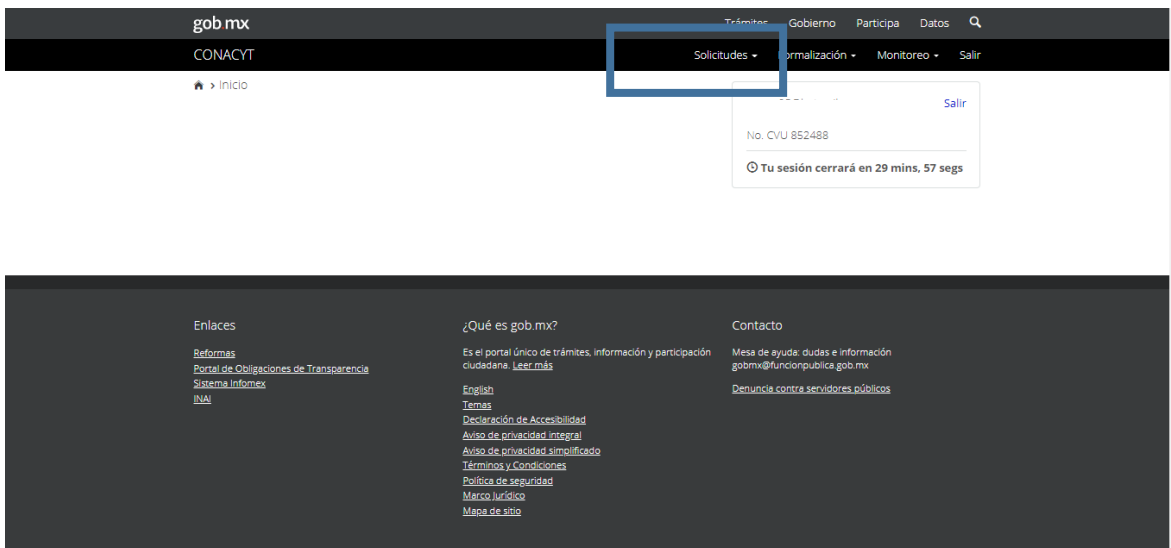 gob mx
Trámites Gobierno Participa Datos
CONACYT
Solicitudes Formalización Monitoreo Salir
> Inicio
Salir
No. CVU 852488
Tu sesión cerrará en 29 mins, 57 segs
Enlaces
Reformas
Portal de Obligaciones de Transparencia
Sistema Infomex
INAI
¿Qué es gob.mx?
Es el portal único de trámites, información y participación
ciudadana. Leer más
English
Temas
Declaración de Accesibilidad
Aviso de privacidad integral
Aviso de privacidad simplificado
Términos y Condiciones
Política de seguridad
Marco Jurídico
Mapa de sitio
Contacto
Mesa de ayuda: dudas e información
gobmx@funcionpublica.gob.mx
Denuncia contra servidores públicos